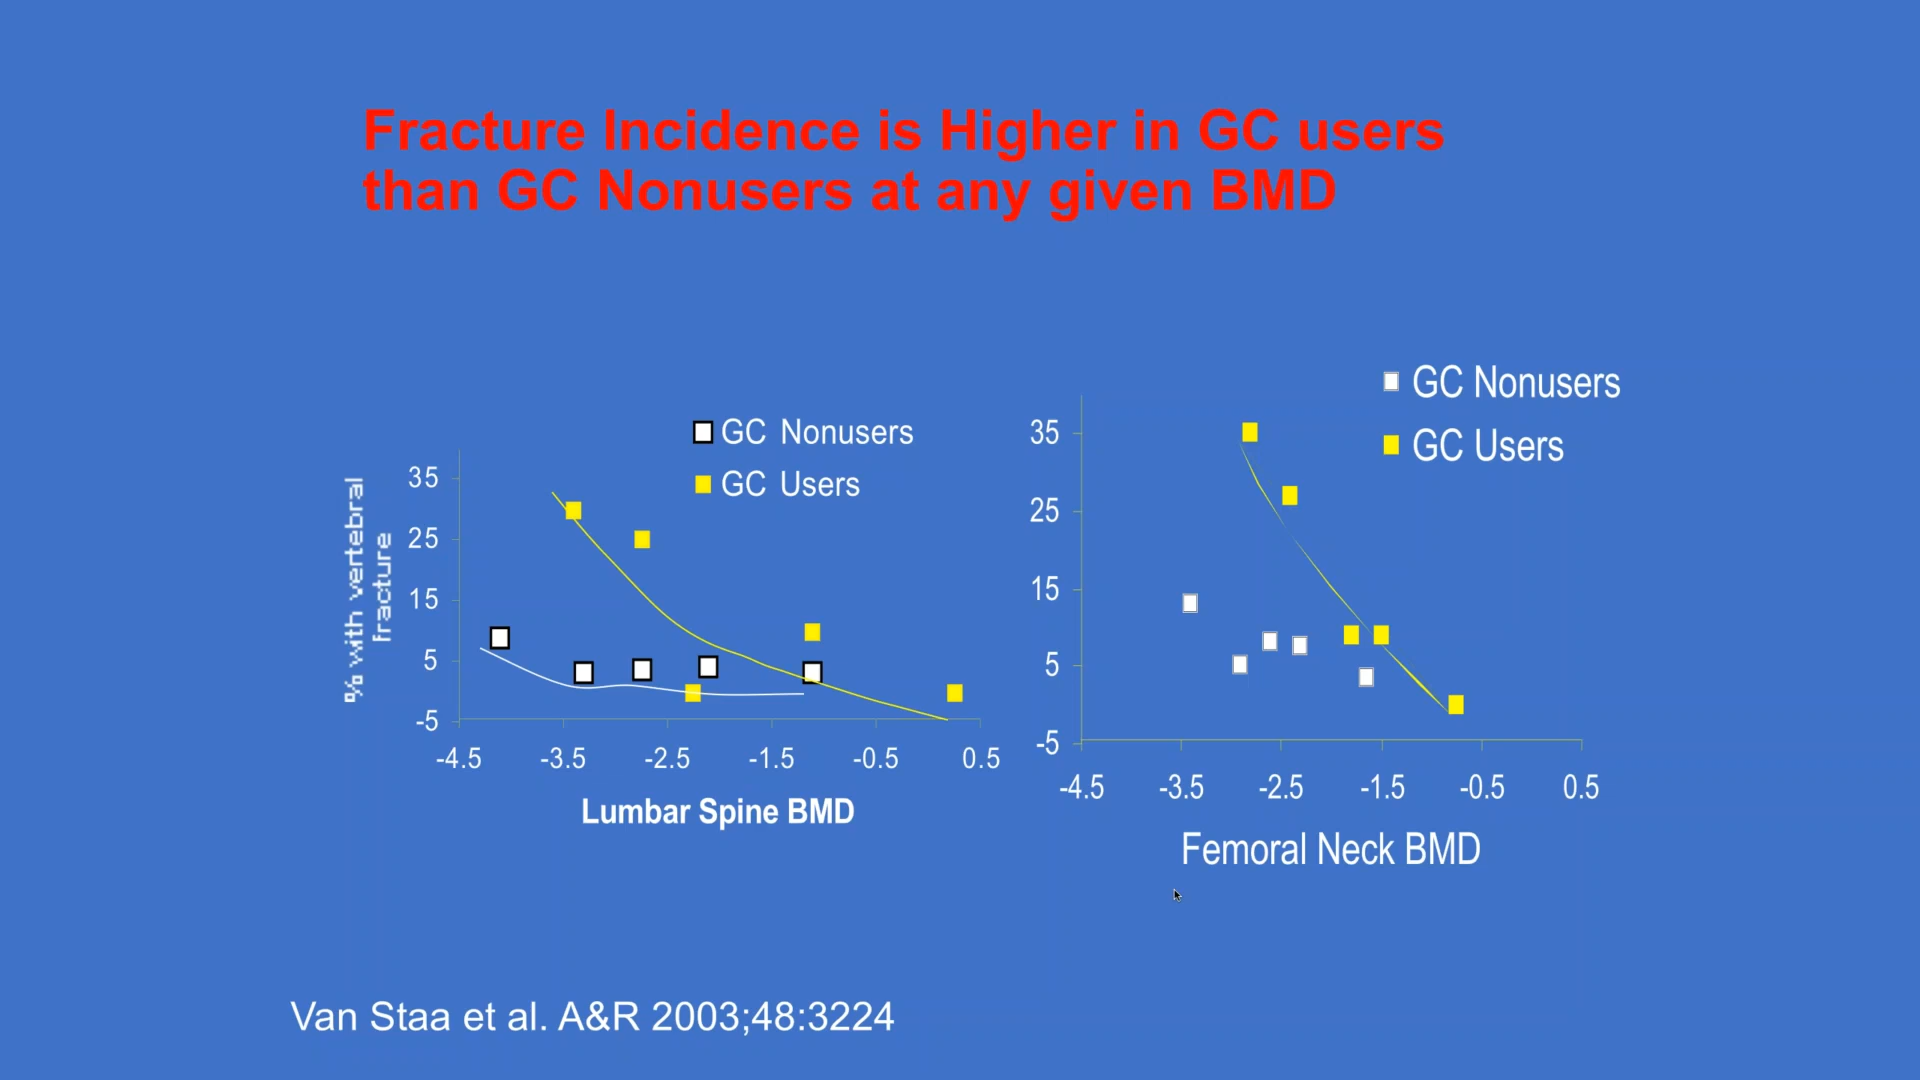 Fracture Incidence is Higher in GC users
than GC Nonusers at any given BMD
% with vertebral
fracture
35
25
15
5
-5
-4.5 -3.5 -2.5 -1.5 -0.5 0.5
Lumbar Spine BMD
GC Nonusers
GC Users
35
25
15
5
-5
-4.5 -3.5 -2.5 -1.5 -0.5 0.5
Femoral Neck BMD
GC Nonusers
GC Users
Van Staa et al. A&R 2003;48:3224